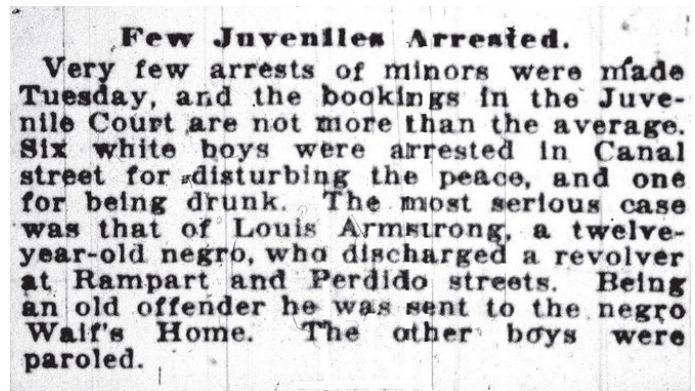 Few Juveniles Arrested.
Very few arrests of minors were made
Tuesday, and the bookings in the Juve-
nile Court are not more than the average.
Six white boys were arrested in Canal
street for disturbing the peace, and one
for being drunk. The most serious case
was that of Louis Armstrong, a twelve-
year-old negro, who discharged a revolver
at Rampart and Perdido streets. Being
an old offender he was sent to the negro
Waif's Home. The other boys were
paroled.